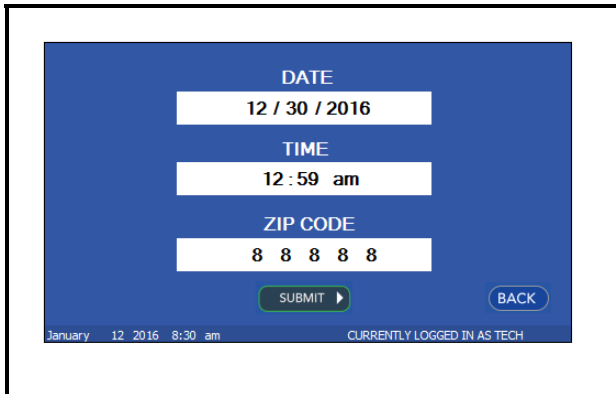 DATE
12 / 30 / 2016
TIME
12 : 59 am
ZIP CODE
8 8 8 8 8
SUBMIT
BACK
January 12 2016 8:30 am CURRENTLY LOGGED IN AS TECH